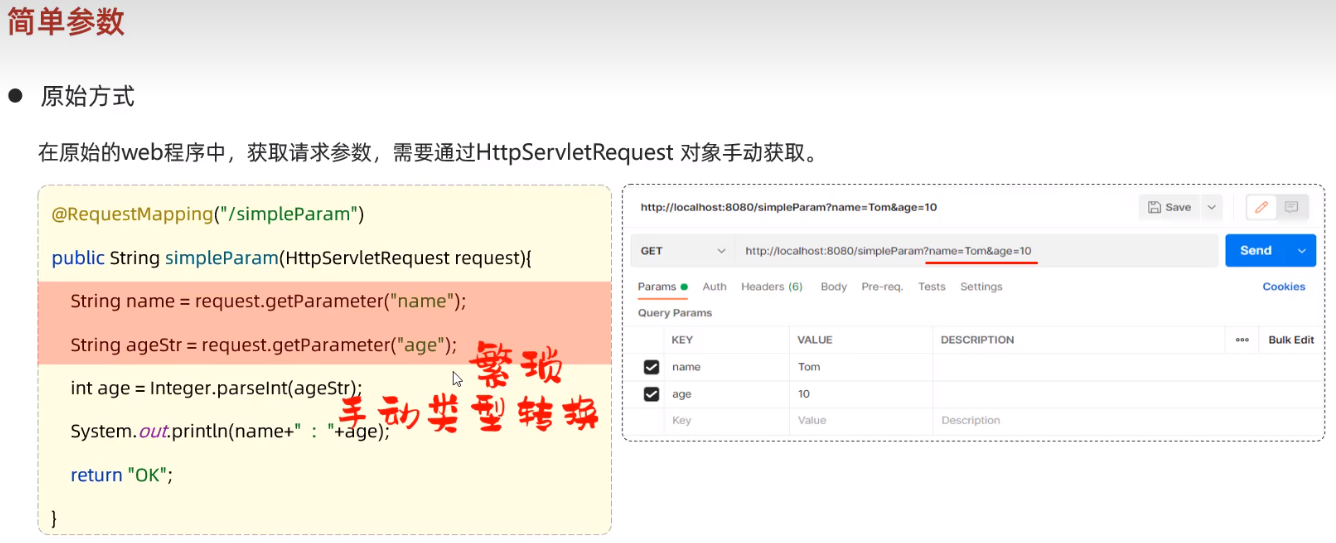 简单参数
● 原始方式
在原始的web程序中，获取请求参数，需要通过HttpServletRequest 对象手动获取。
@RequestMapping("/simpleParam")
public String simpleParam(HttpServletRequest request){
String name = request.getParameter("name");
String ageStr = request.getParameter("age");
int age = Integer.parseInt(ageStr);
System.out.println(name+" : "+age);
return "OK";
}
繁琐
手动类型转换
http://localhost:8080/simpleParam?name=Tom&age=10
Save
GET http://localhost:8080/simpleParam?name=Tom&age=10 Send
Params Auth Headers (6) Body Pre-req. Tests Settings Cookies
Query Params
KEY VALUE DESCRIPTION ooo Bulk Edit
name Tom
age 10
Key Value Description